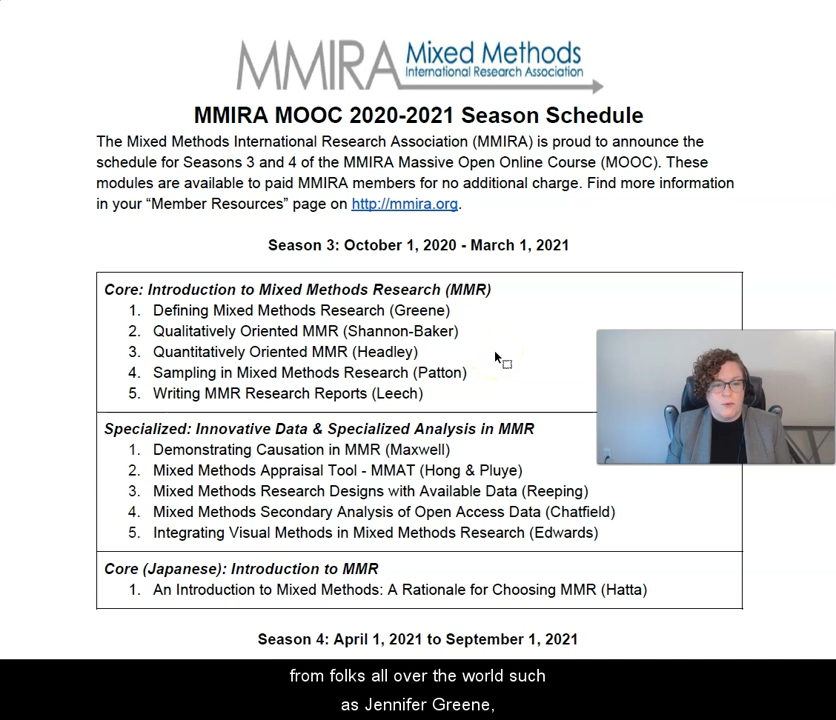 MMIRA Mixed Methods
International Research Association
MMIRA MOOC 2020-2021 Season Schedule
The Mixed Methods International Research Association (MMIRA) is proud to announce the
schedule for Seasons 3 and 4 of the MMIRA Massive Open Online Course (MOOC). These
modules are available to paid MMIRA members for no additional charge. Find more information
in your “Member Resources” page on http://mmira.org.
Season 3: October 1, 2020 - March 1, 2021
Core: Introduction to Mixed Methods Research (MMR)
1. Defining Mixed Methods Research (Greene)
2. Qualitatively Oriented MMR (Shannon-Baker)
3. Quantitatively Oriented MMR (Headley)
4. Sampling in Mixed Methods Research (Patton)
5. Writing MMR Research Reports (Leech)
Specialized: Innovative Data & Specialized Analysis in MMR
1. Demonstrating Causation in MMR (Maxwell)
2. Mixed Methods Appraisal Tool - MMAT (Hong & Pluye)
3. Mixed Methods Research Designs with Available Data (Reeping)
4. Mixed Methods Secondary Analysis of Open Access Data (Chatfield)
5. Integrating Visual Methods in Mixed Methods Research (Edwards)
Core (Japanese): Introduction to MMR
1. An Introduction to Mixed Methods: A Rationale for Choosing MMR (Hatta)
Season 4: April 1, 2021 to September 1, 2021
from folks all over the world such
as Jennifer Greene,